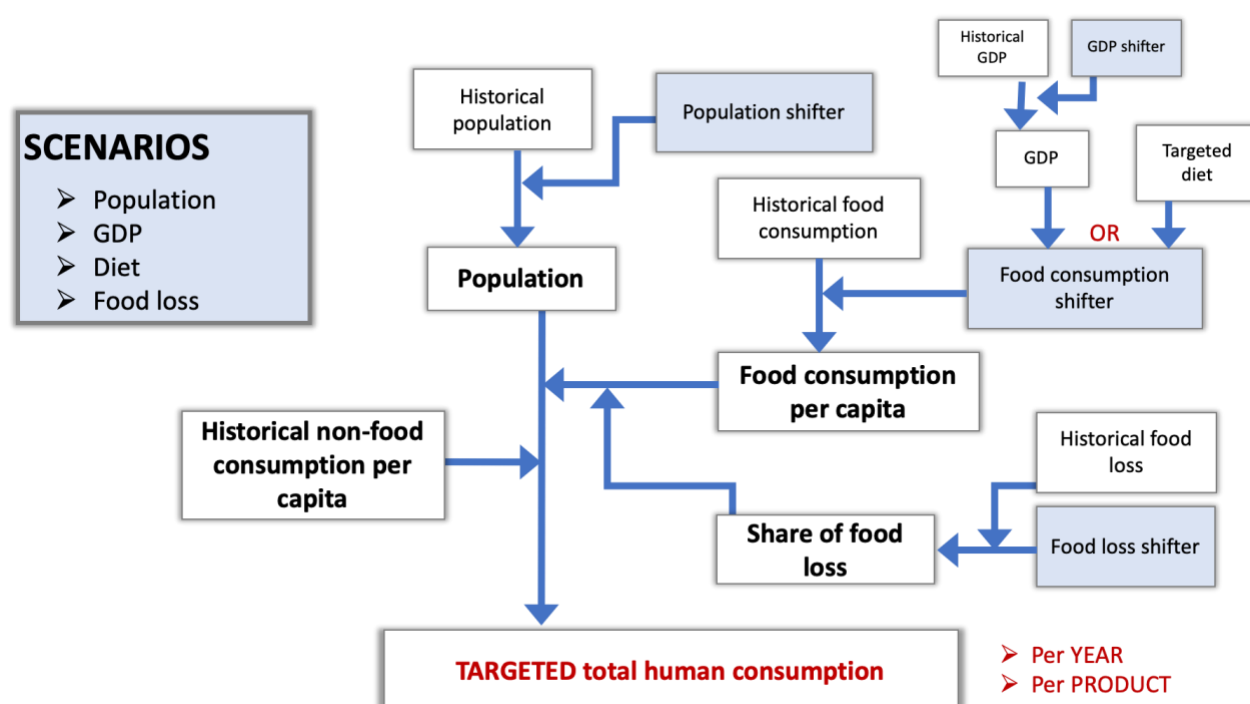 SCENARIOS
➢ Population
➢ GDP
➢ Diet
➢ Food loss
Historical
population
Population shifter
Historical
GDP
GDP shifter
GDP
Targeted
diet
OR
Historical food
consumption
Food consumption
shifter
Population
Food consumption
per capita
Historical non-food
consumption per
capita
Historical food
loss
Share of food
loss
Food loss shifter
TARGETED total human consumption
➢ Per YEAR
➢ Per PRODUCT